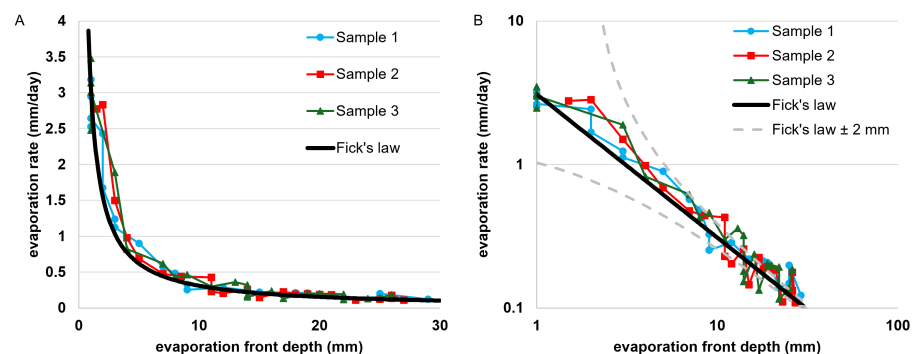 A
evaporation rate (mm/day)
4
3.5
3
2.5
2
1.5
1
0.5
0
0
10
20
30
evaporation front depth (mm)
Sample 1
Sample 2
Sample 3
Fick's law
B
evaporation rate (mm/day)
10
1
0.1
1
10
100
evaporation front depth (mm)
Sample 1
Sample 2
Sample 3
Fick's law
Fick's law ± 2 mm